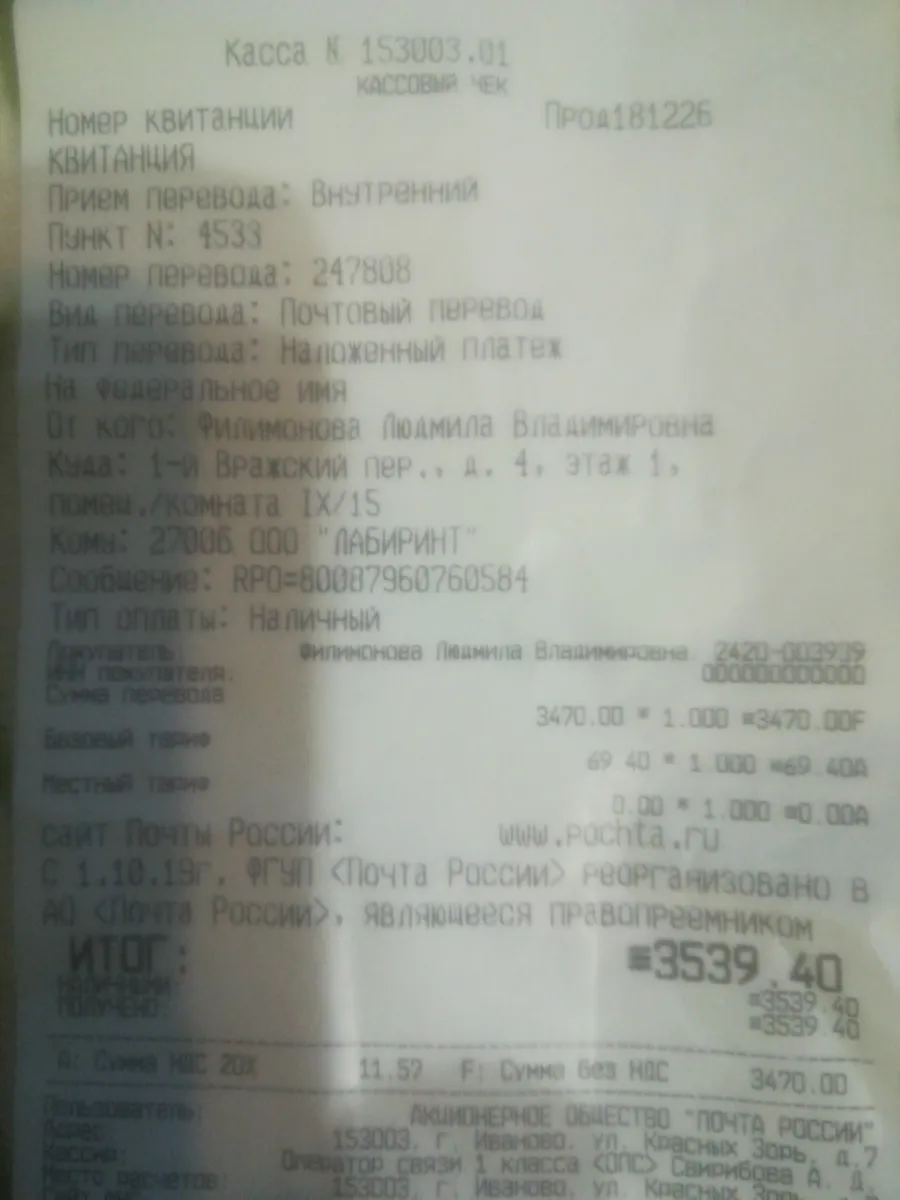 Касса N 153003.01
КАССОВЫЙ ЧЕК
Номер квитанции Прод181226
КВИТАНЦИЯ
Прием перевода: Внутренний
Пункт N: 4533
Номер перевода: 247808
Вид перевода: Почтовый перевод
Тип перевода: Наложенный платеж
На федеральное имя
От кого: Филимонова Людмила Владимировна
Куда: 1-й Вражский пер., д. 4, этаж 1,
помещ./комната IX/15
Кому: 27006 ООО "ЛАБИРИНТ"
Сообщение: RPO=80087960760584
Тип оплаты: Наличный
Покупатель: Филимонова Людмила Владимировна 2420-003939
ИНН покупателя: 000000000000
Сумма перевода
3470.00 * 1.000 =3470.00F
Базовый тариф
69.40 * 1.000 =69.40А
Местный тариф
0.00 * 1.000 =0.00А
сайт Почты России: www.pochta.ru
С 1.10.19г. ФГУП <Почта России> реорганизовано в
АО <Почта России>, являющееся правопреемником
ИТОГ: =3539.40
НАЛИЧНЫМИ: =3539.40
ПОЛУЧЕНО: =3539.40
А: Сумма НДС 20% 11.57 F: Сумма без НДС 3470.00
Пользователь: АКЦИОНЕРНОЕ ОБЩЕСТВО "ПОЧТА РОССИИ"
Адрес: 153003, г. Иваново, ул. Красных Зорь, д.7
Кассир: Оператор связи 1 класса <ОПС> Свирибова А. Д.
Место расчетов: 153003, г. Иваново, ул. Красных Зорь